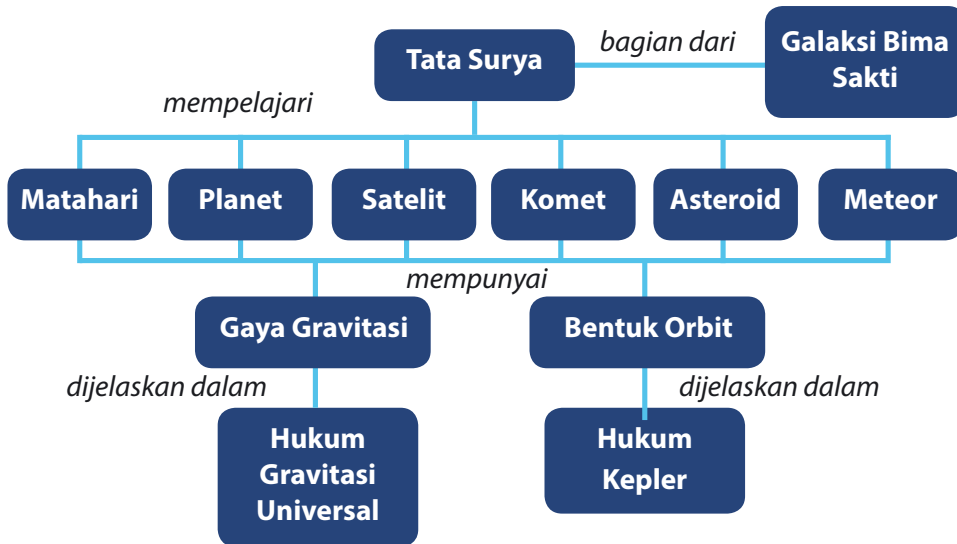 Tata Surya
bagian dari
Galaksi Bima
Sakti
mempelajari
Matahari
Planet
Satelit
Komet
Asteroid
Meteor
mempunyai
Gaya Gravitasi
Bentuk Orbit
dijelaskan dalam
dijelaskan dalam
Hukum
Gravitasi
Universal
Hukum
Kepler